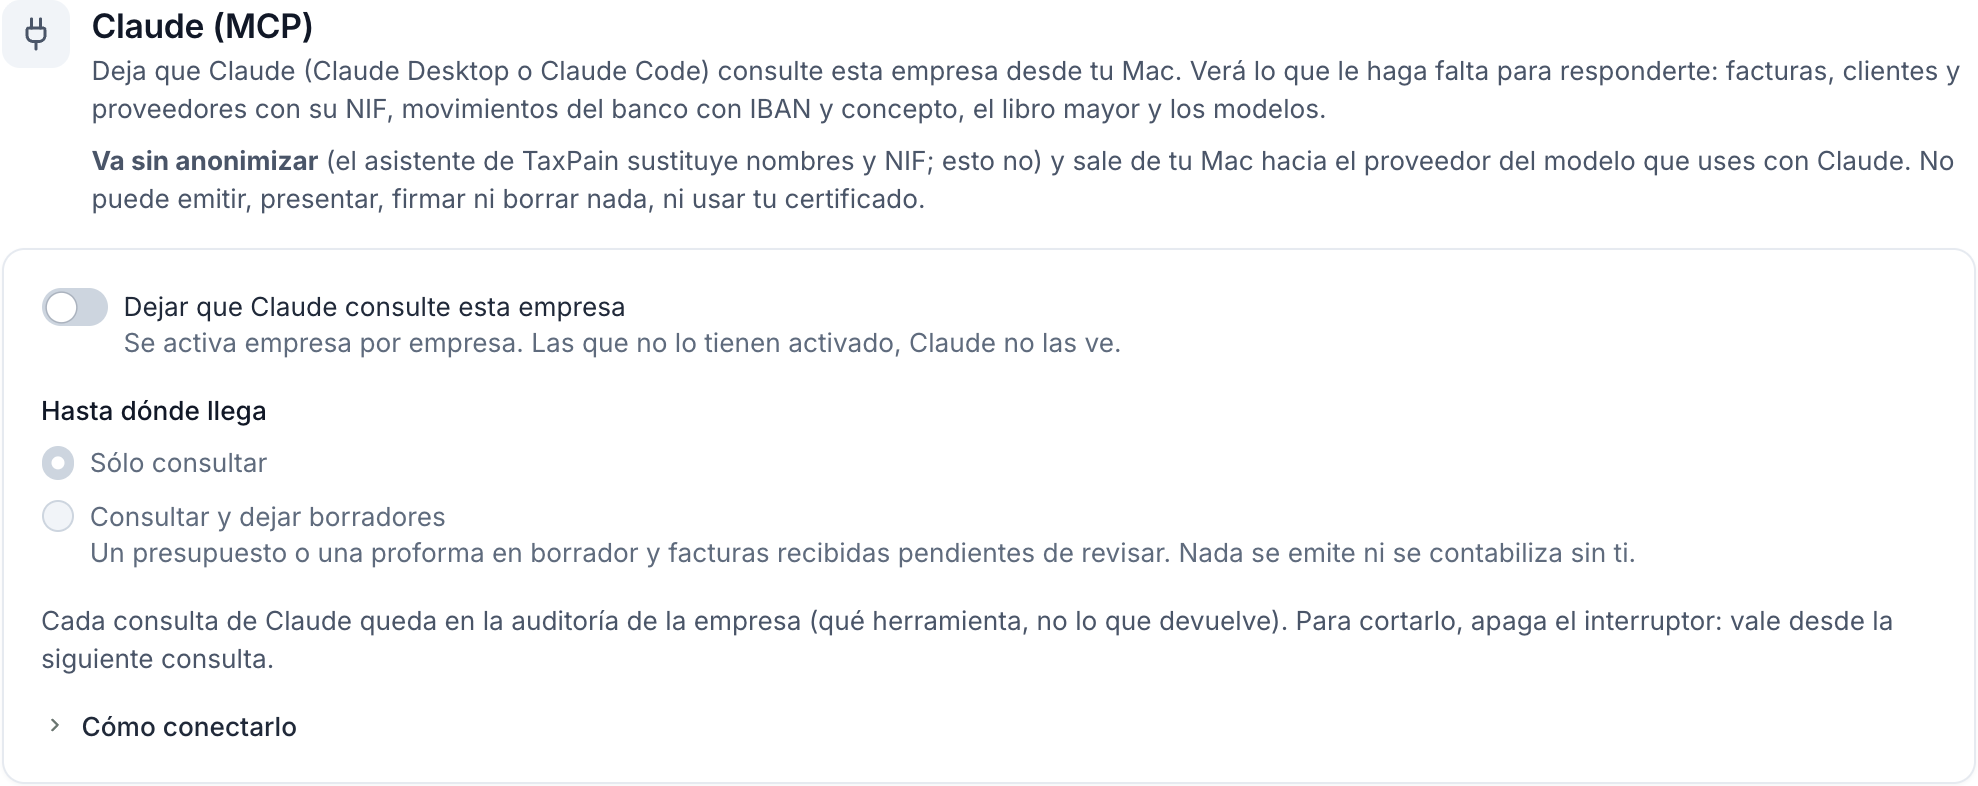 Claude (MCP)
Deja que Claude (Claude Desktop o Claude Code) consulte esta empresa desde tu Mac. Verá lo que le haga falta para responderte: facturas, clientes y
proveedores con su NIF, movimientos del banco con IBAN y concepto, el libro mayor y los modelos.
Va sin anonimizar (el asistente de TaxPain sustituye nombres y NIF; esto no) y sale de tu Mac hacia el proveedor del modelo que uses con Claude. No
puede emitir, presentar, firmar ni borrar nada, ni usar tu certificado.
Dejar que Claude consulte esta empresa
Se activa empresa por empresa. Las que no lo tienen activado, Claude no las ve.
Hasta dónde llega
Sólo consultar
Consultar y dejar borradores
Un presupuesto o una proforma en borrador y facturas recibidas pendientes de revisar. Nada se emite ni se contabiliza sin ti.
Cada consulta de Claude queda en la auditoría de la empresa (qué herramienta, no lo que devuelve). Para cortarlo, apaga el interruptor: vale desde la
siguiente consulta.
Cómo conectarlo